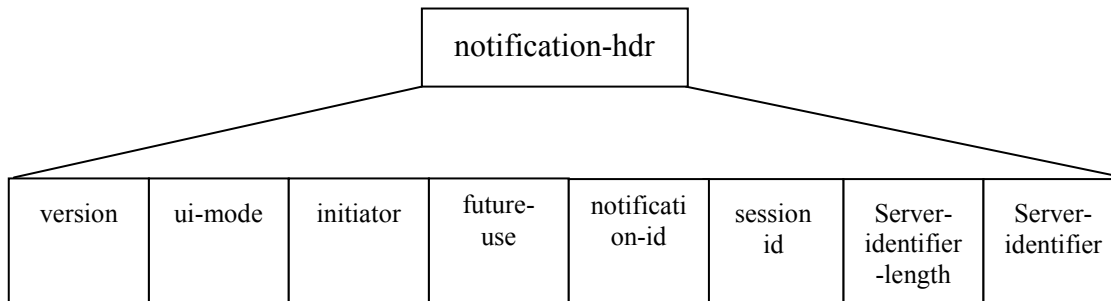 notification-hdr
version
ui-mode
initiator
future-
use
notificati
on-id
session
id
Server-
identifier
-length
Server-
identifier